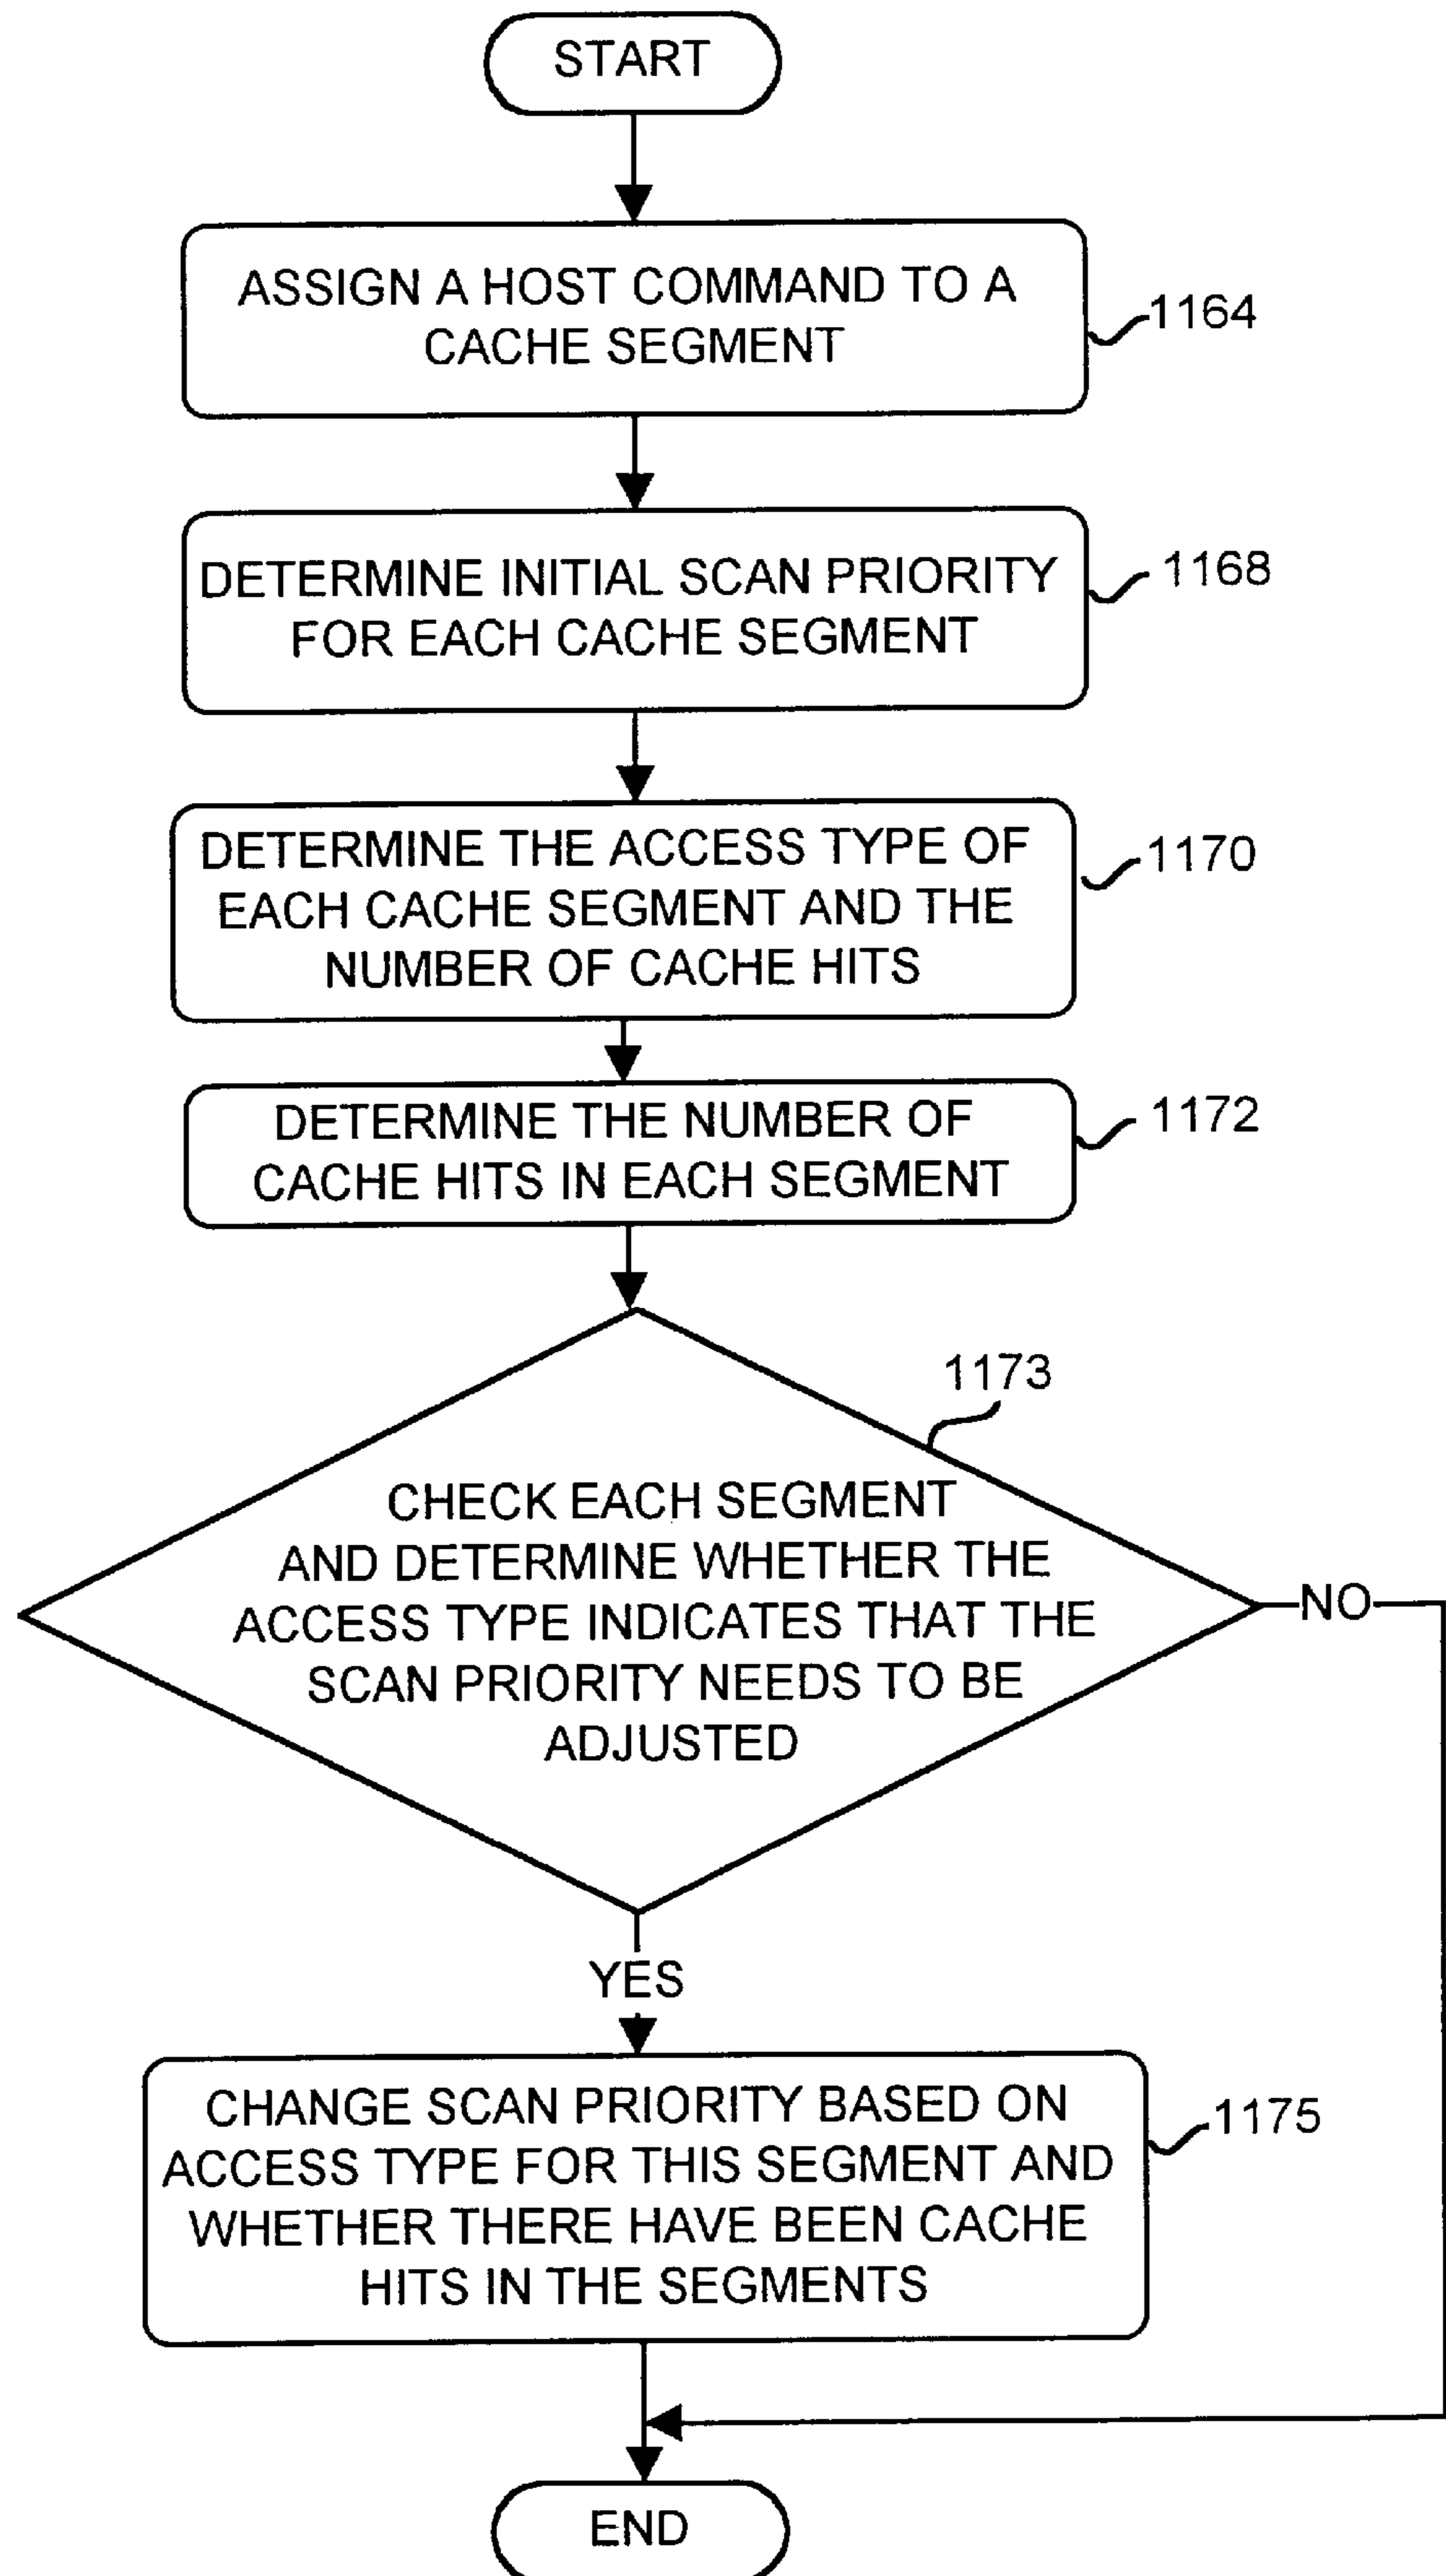 START
ASSIGN A HOST COMMAND TO A
CACHE SEGMENT
1164
DETERMINE INITIAL SCAN PRIORITY
FOR EACH CACHE SEGMENT
1168
DETERMINE THE ACCESS TYPE OF
EACH CACHE SEGMENT AND THE
NUMBER OF CACHE HITS
1170
DETERMINE THE NUMBER OF
CACHE HITS IN EACH SEGMENT
1172
1173
CHECK EACH SEGMENT
AND DETERMINE WHETHER THE
ACCESS TYPE INDICATES THAT THE
SCAN PRIORITY NEEDS TO BE
ADJUSTED
NO
YES
CHANGE SCAN PRIORITY BASED ON
ACCESS TYPE FOR THIS SEGMENT AND
WHETHER THERE HAVE BEEN CACHE
HITS IN THE SEGMENTS
1175
END